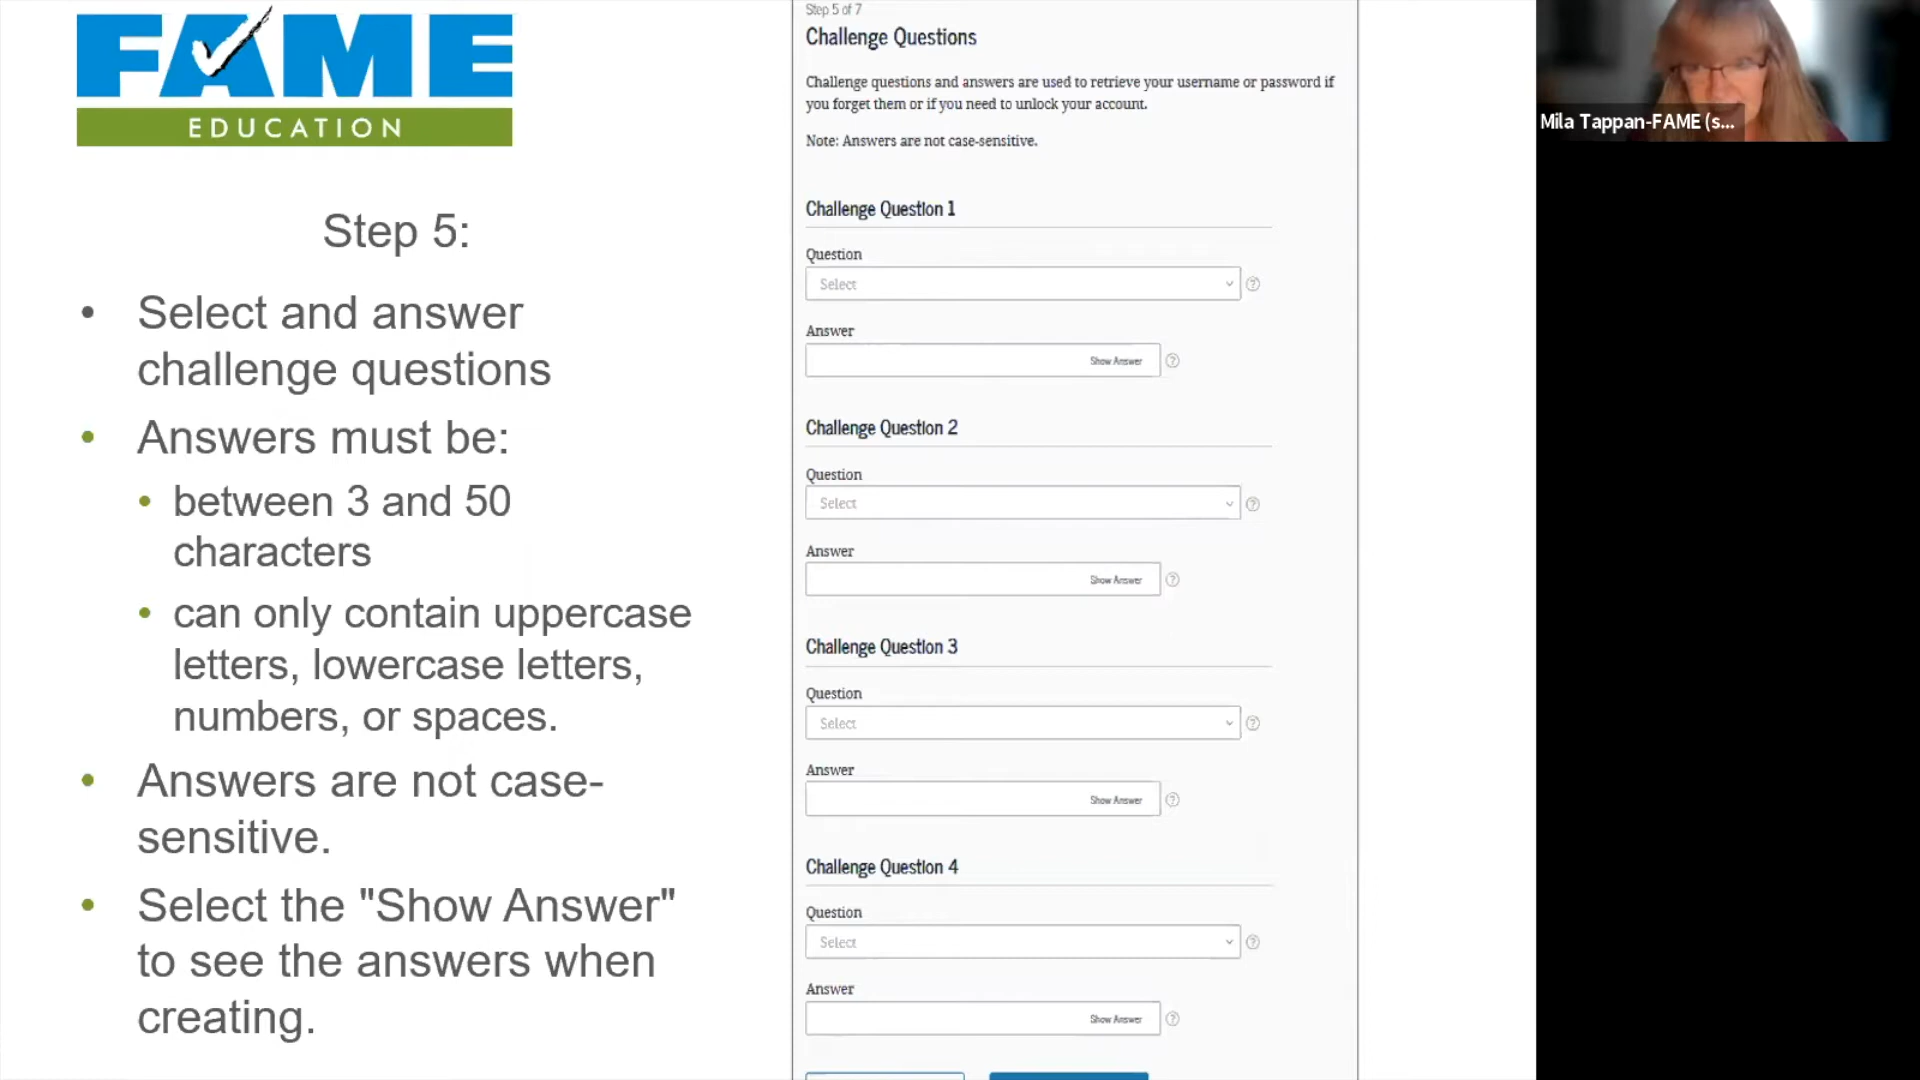 FAME
EDUCATION
Step 5:
• Select and answer
challenge questions
• Answers must be:
• between 3 and 50
characters
• can only contain uppercase
letters, lowercase letters,
numbers, or spaces.
• Answers are not case-
sensitive.
• Select the "Show Answer"
to see the answers when
creating.
Step 5 of 7
Challenge Questions
Challenge questions and answers are used to retrieve your username or password if
you forget them or if you need to unlock your account.
Note: Answers are not case-sensitive.
Challenge Question 1
Question
Select
Answer
Show Answer
Challenge Question 2
Question
Select
Answer
Show Answer
Challenge Question 3
Question
Select
Answer
Show Answer
Challenge Question 4
Question
Select
Answer
Show Answer
Mila Tappan-FAME (s...